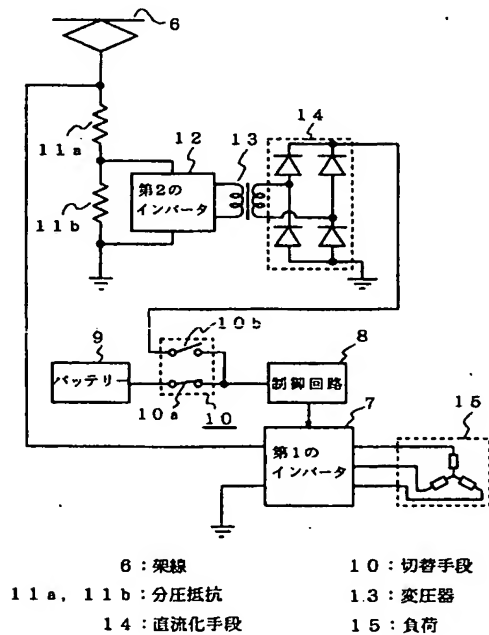 6
14
11a
12
13
第2の
インバータ
11b
10b
9
8
バッテリー
制御回路
10a
10
7
15
第1の
インバータ
6：架線
10：切替手段
11a，11b：分圧抵抗
13：変圧器
14：直流化手段
15：負荷